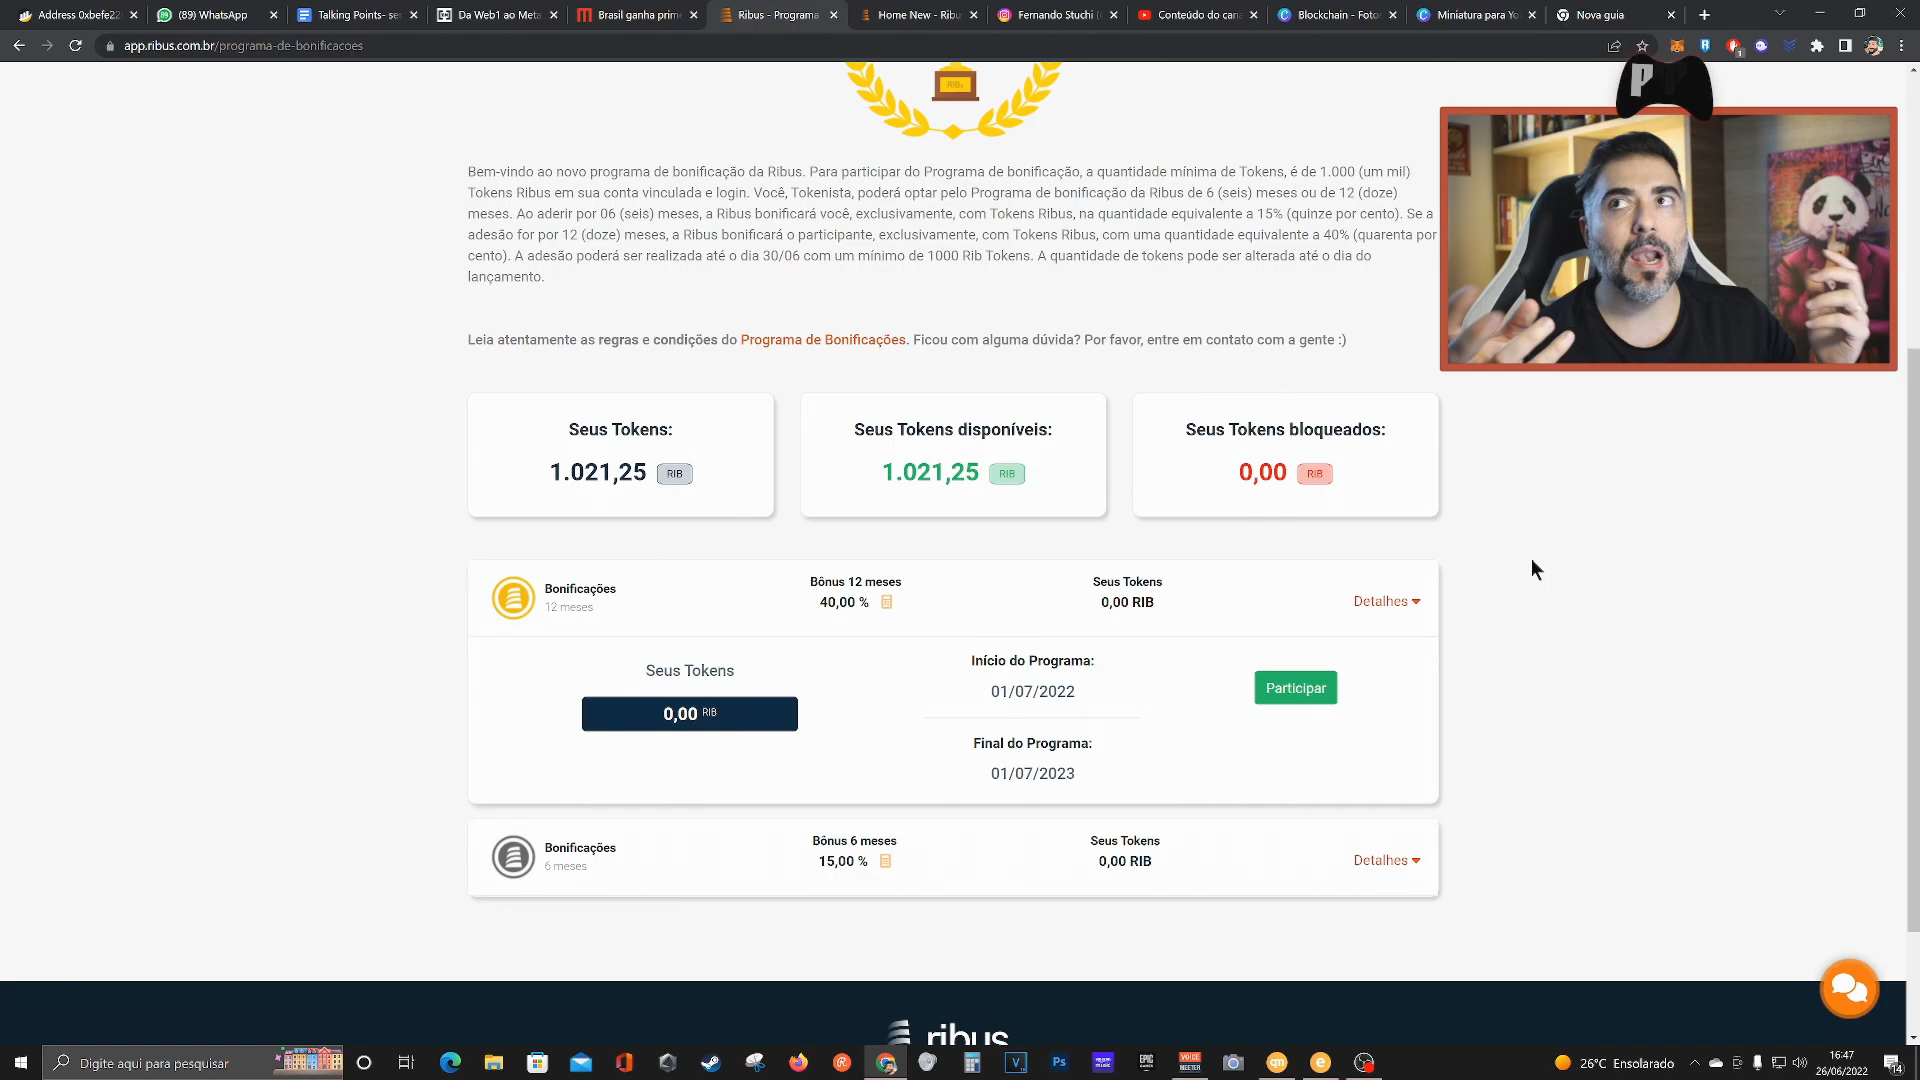 Address 0xbefe22
(89) WhatsApp
Talking Points- se
Da Web1 ao Meta
Brasil ganha prime
Ribus - Programa
Home New - Ribu
Fernando Stuchi (
Conteúdo do cana
Blockchain - Foto
Miniatura para Yo
Nova guia
app.ribus.com.br/programa-de-bonificacoes
RIBs
Bem-vindo ao novo programa de bonificação da Ribus. Para participar do Programa de bonificação, a quantidade mínima de Tokens, é de 1.000 (um mil)
Tokens Ribus em sua conta vinculada e login. Você, Tokenista, poderá optar pelo Programa de bonificação da Ribus de 6 (seis) meses ou de 12 (doze)
meses. Ao aderir por 06 (seis) meses, a Ribus bonificará você, exclusivamente, com Tokens Ribus, na quantidade equivalente a 15% (quinze por cento). Se a
adesão for por 12 (doze) meses, a Ribus bonificará o participante, exclusivamente, com Tokens Ribus, com uma quantidade equivalente a 40% (quarenta por
cento). A adesão poderá ser realizada até o dia 30/06 com um mínimo de 1000 Rib Tokens. A quantidade de tokens pode ser alterada até o dia do
lançamento.
Leia atentamente as regras e condições do Programa de Bonificações. Ficou com alguma dúvida? Por favor, entre em contato com a gente :)
Seus Tokens:
1.021,25 RIB
Seus Tokens disponíveis:
1.021,25 RIB
Seus Tokens bloqueados:
0,00 RIB
Bonificações
12 meses
Bônus 12 meses
40,00 %
Seus Tokens
0,00 RIB
Detalhes
Seus Tokens
0,00 RIB
Início do Programa:
01/07/2022
Final do Programa:
01/07/2023
Participar
Bonificações
6 meses
Bônus 6 meses
15,00 %
Seus Tokens
0,00 RIB
Detalhes
ribus
Digite aqui para pesquisar
26°C Ensolarado
16:47
26/06/2022
14